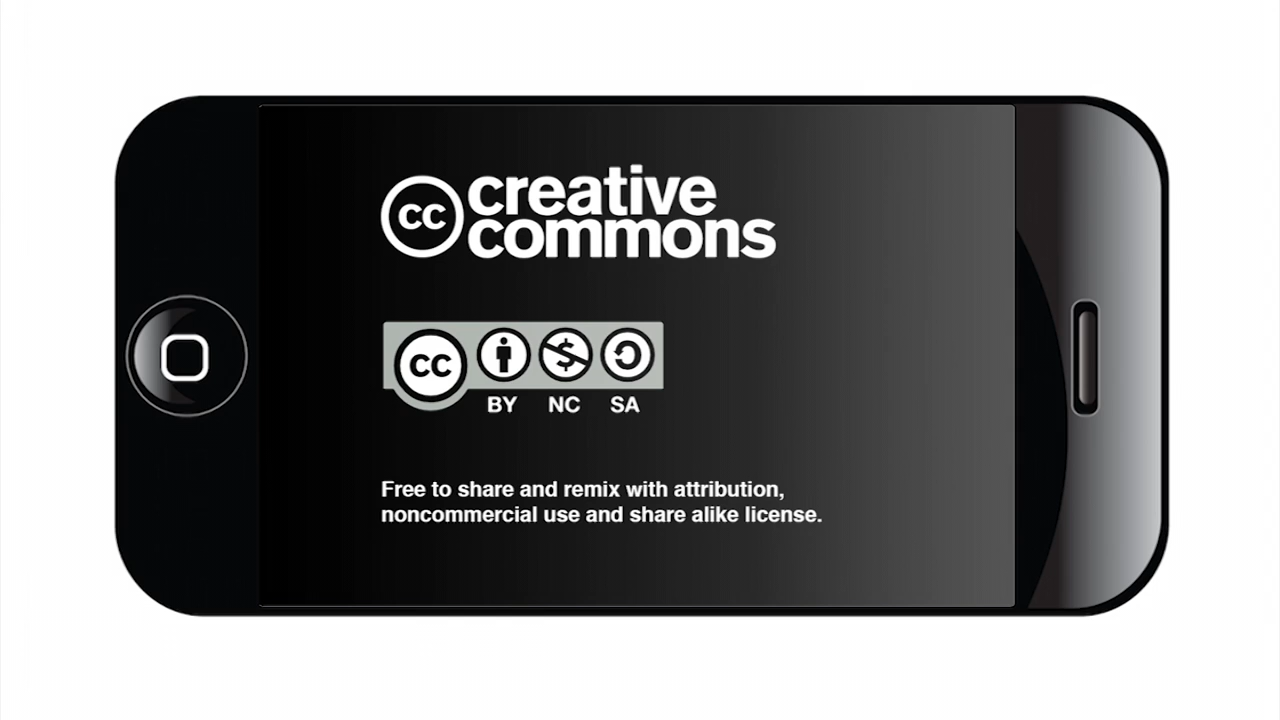 cc creative
commons
cc
BY NC SA
Free to share and remix with attribution,
noncommercial use and share alike license.